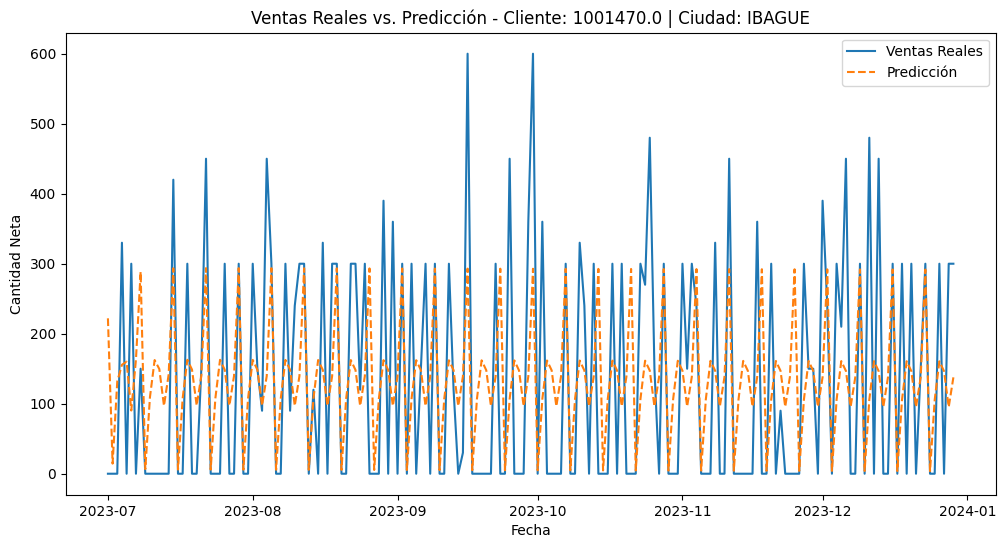 Ventas Reales vs. Predicción - Cliente: 1001470.0 | Ciudad: IBAGUE
Ventas Reales
Predicción
Cantidad Neta
600
500
400
300
200
100
0
2023-07
2023-08
2023-09
2023-10
2023-11
2023-12
2024-01
Fecha